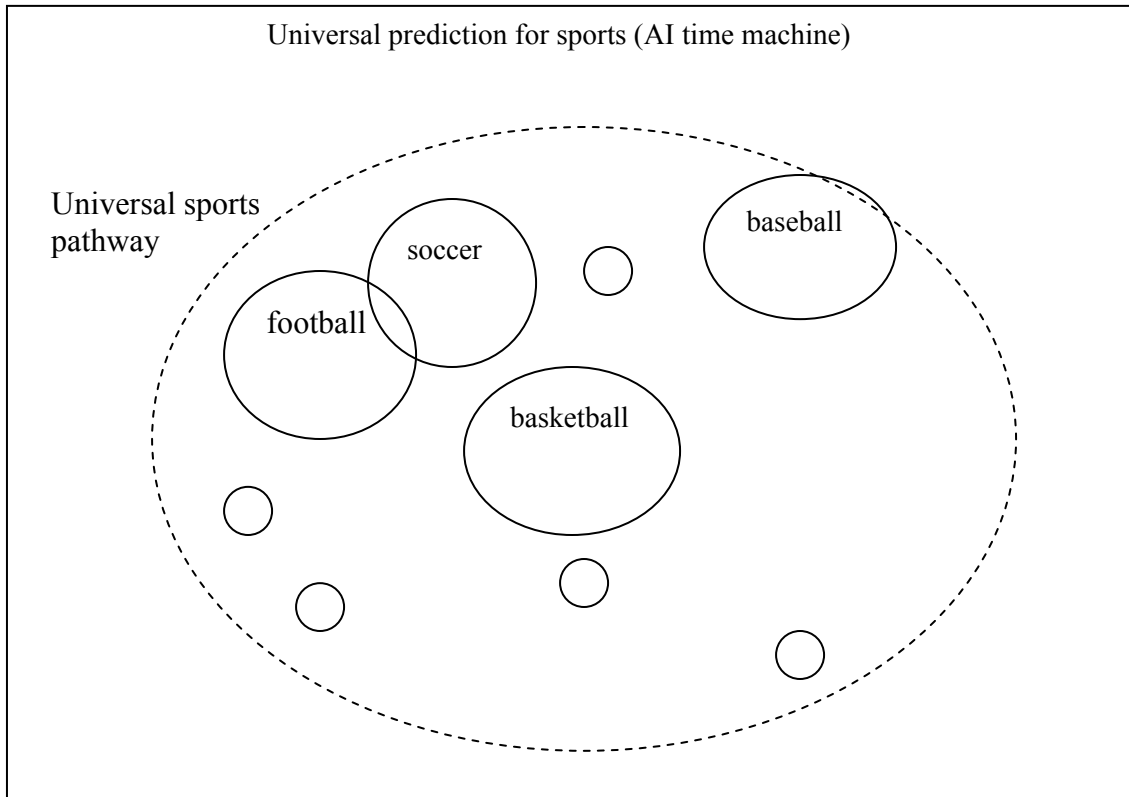 Universal prediction for sports (AI time machine)
Universal sports
pathway
soccer
baseball
football
basketball